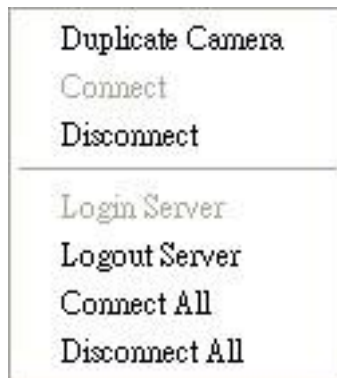 Duplicate Camera
Connect
Disconnect
Login Server
Logout Server
Connect All
Disconnect All